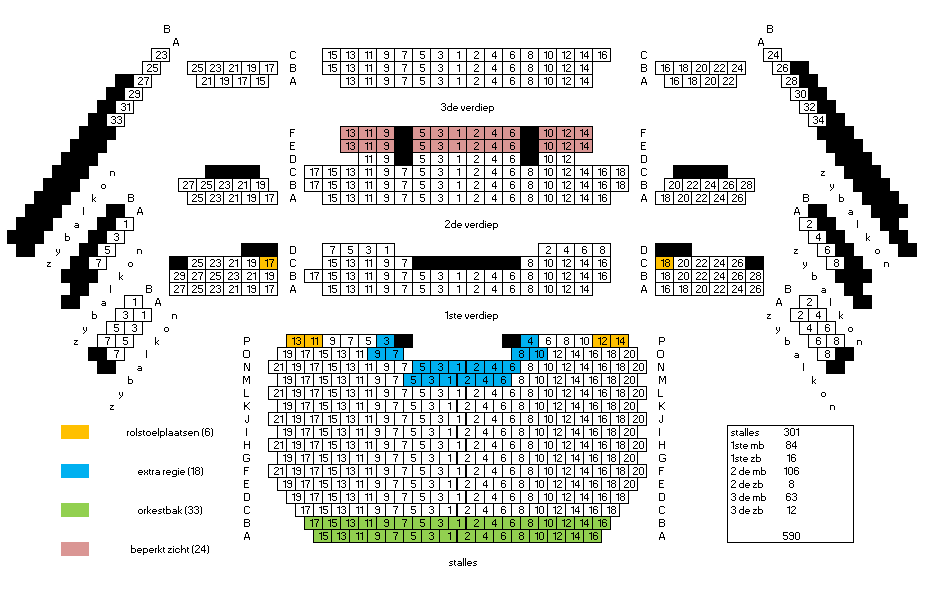 B B
A A
23 C 15 13 11 9 7 5 3 1 2 4 6 8 10 12 14 16 C 24
25 25 23 21 19 17 B 15 13 11 9 7 5 3 1 2 4 6 8 10 12 14 B 16 18 20 22 24 26
27 21 19 17 15 A 13 11 9 7 5 3 1 2 4 6 8 10 12 14 A 16 18 20 22 28
29 30
31 3de verdiep 32
33 34
F 13 11 9 5 3 1 2 4 6 10 12 14 F
E 13 11 9 5 3 1 2 4 6 10 12 14 E
D 11 9 5 3 1 2 4 6 10 12 D
n C 17 15 13 11 9 7 5 3 1 2 4 6 8 10 12 14 16 18 C z
o 27 25 23 21 19 B 17 15 13 11 9 7 5 3 1 2 4 6 8 10 12 14 16 18 B 20 22 24 26 28 y
k B 25 23 21 19 17 A 15 13 11 9 7 5 3 1 2 4 6 8 10 12 14 A 18 20 22 24 26 B b
l A A a
a 1 2de verdiep 2 l
b 3 4 k
y 5 n D 7 5 3 1 2 4 6 8 D z 6 o
z 7 o 25 23 21 19 17 C 15 13 11 9 7 8 10 12 14 16 C 18 20 22 24 26 y 8 n
k 29 27 25 23 21 19 B 17 15 13 11 9 7 5 3 1 2 4 6 8 10 12 14 16 B 18 20 22 24 26 28 b
l B 25 23 21 19 17 A 15 13 11 9 7 5 3 1 2 4 6 8 10 12 14 16 A 16 18 20 22 24 26 B a
a 1 A A 2 l
b 3 1 n 1ste verdiep z 2 4 k
y 5 3 o y 4 6 o
z 7 5 k P 13 11 9 7 5 3 4 6 8 10 12 14 P b 6 8 n
7 l O 19 17 15 13 11 9 7 8 10 12 14 16 18 20 O a 8
a N 21 19 17 15 13 11 9 7 5 3 1 2 4 6 8 10 12 14 16 18 20 N l
b M 19 17 15 13 11 9 7 5 3 1 2 4 6 8 10 12 14 16 18 20 M k
y L 21 19 17 15 13 11 9 7 5 3 1 2 4 6 8 10 12 14 16 18 20 L o
z K 19 17 15 13 11 9 7 5 3 1 2 4 6 8 10 12 14 16 18 20 K n
J 21 19 17 15 13 11 9 7 5 3 1 2 4 6 8 10 12 14 16 18 20 J
rolstoelplaatsen (6) I 19 17 15 13 11 9 7 5 3 1 2 4 6 8 10 12 14 16 18 20 I stalles 301
H 21 19 17 15 13 11 9 7 5 3 1 2 4 6 8 10 12 14 16 18 20 H 1ste mb 84
G 19 17 15 13 11 9 7 5 3 1 2 4 6 8 10 12 14 16 18 20 G 1ste zb 16
extra regie (18) F 21 19 17 15 13 11 9 7 5 3 1 2 4 6 8 10 12 14 16 18 20 F 2 de mb 106
E 19 17 15 13 11 9 7 5 3 1 2 4 6 8 10 12 14 16 18 20 E 2 de zb 8
D 19 17 15 13 11 9 7 5 3 1 2 4 6 8 10 12 14 16 18 D 3 de mb 63
orkestbak (33) C 17 15 13 11 9 7 5 3 1 2 4 6 8 10 12 14 16 18 C 3 de zb 12
B 17 15 13 11 9 7 5 3 1 2 4 6 8 10 12 14 16 B
A 15 13 11 9 7 5 3 1 2 4 6 8 10 12 14 16 A 590
beperkt zicht (24)
stalles